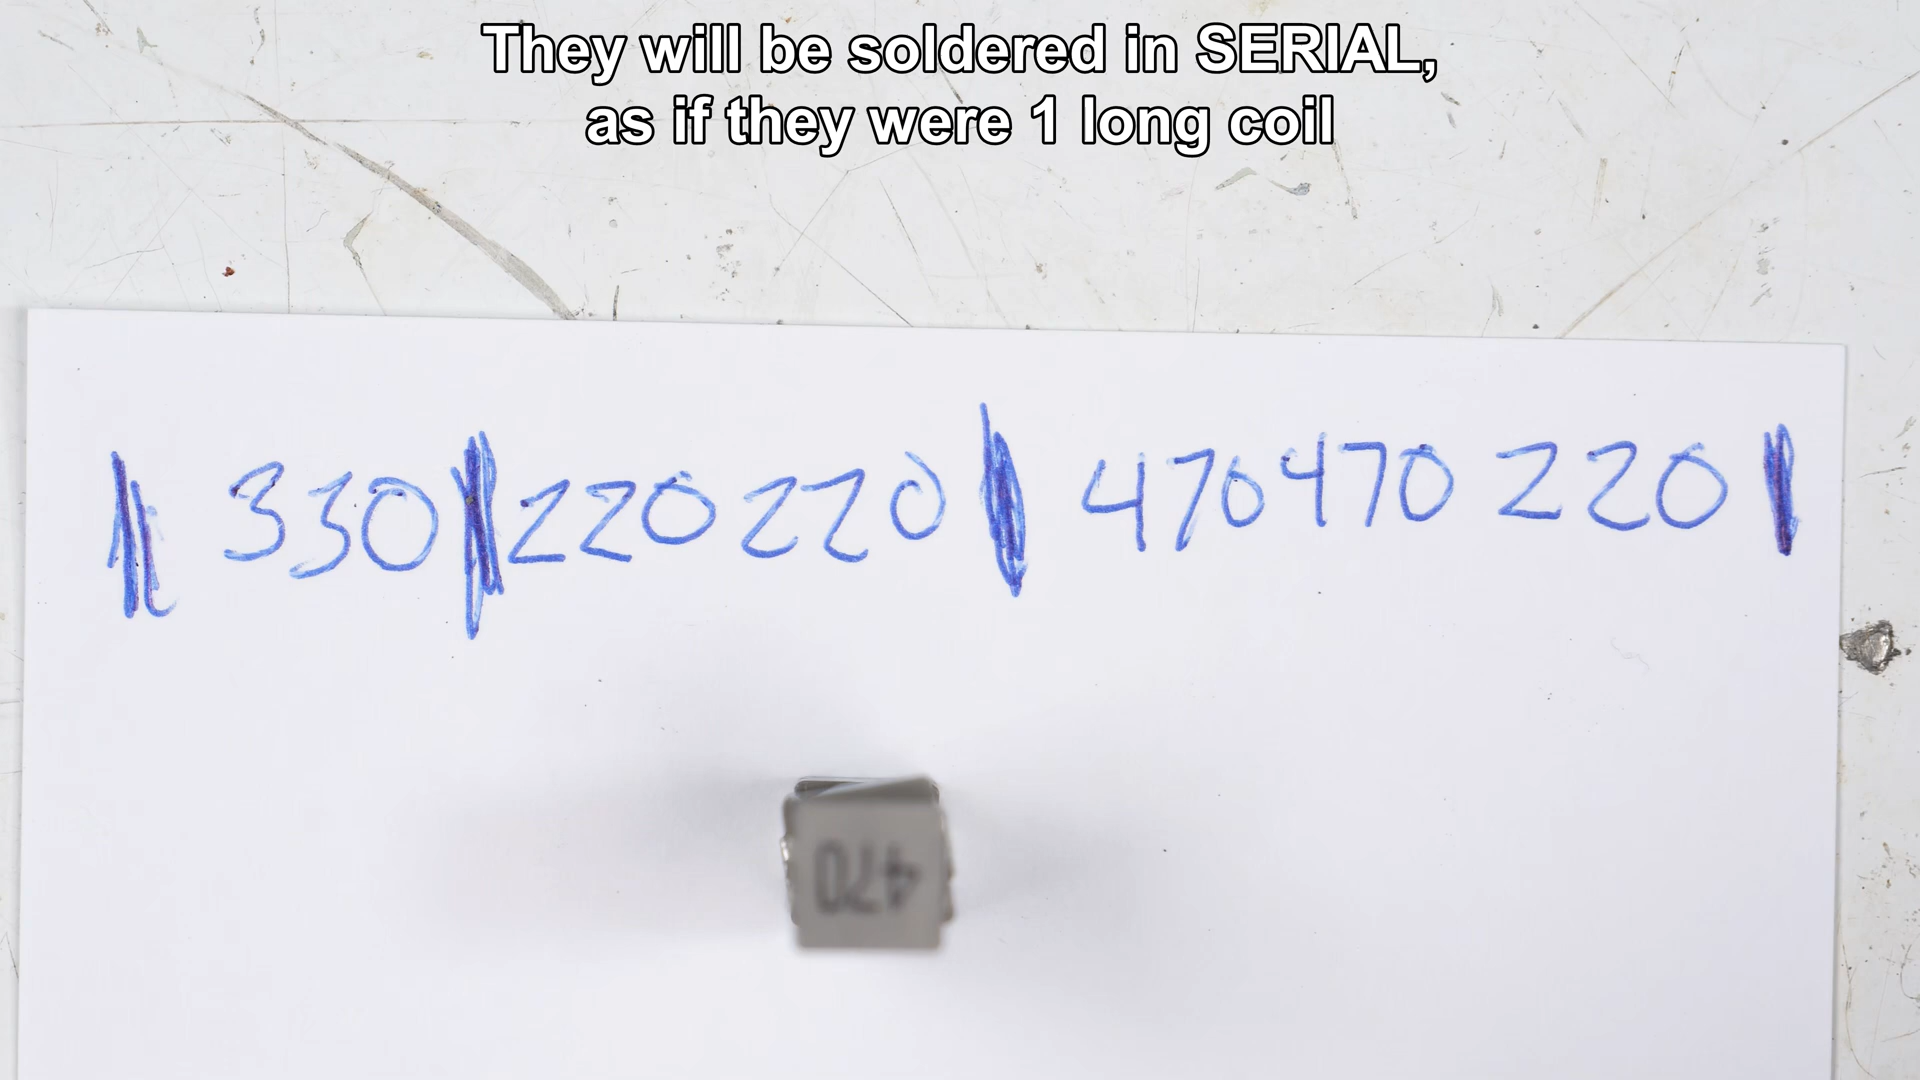 They will be soldered in SERIAL,
as if they were 1 long coil
330 220 220 470 470 220
470